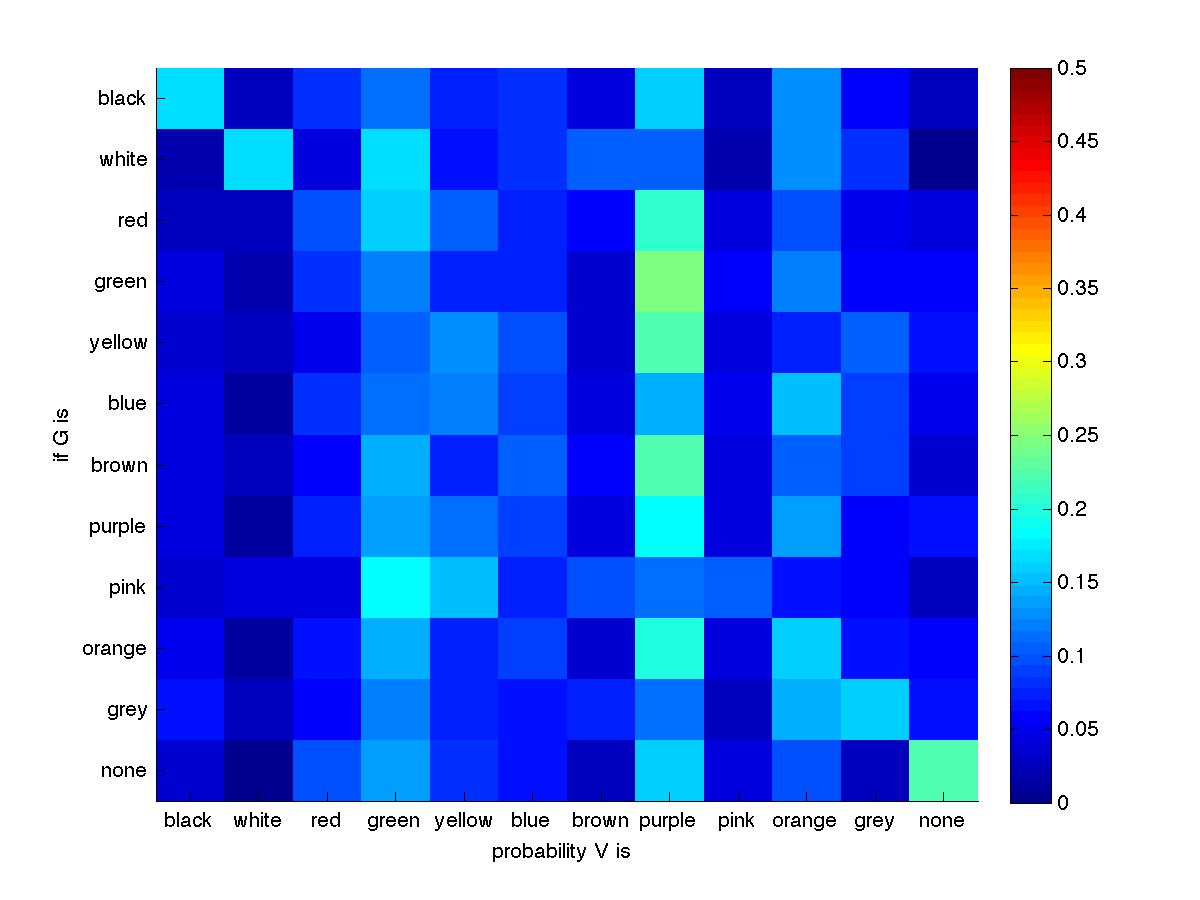 black
white
red
green
yellow
blue
brown
purple
pink
orange
grey
none
if G is
black white red green yellow blue brown purple pink orange grey none
probability V is
0.5
0.45
0.4
0.35
0.3
0.25
0.2
0.15
0.1
0.05
0